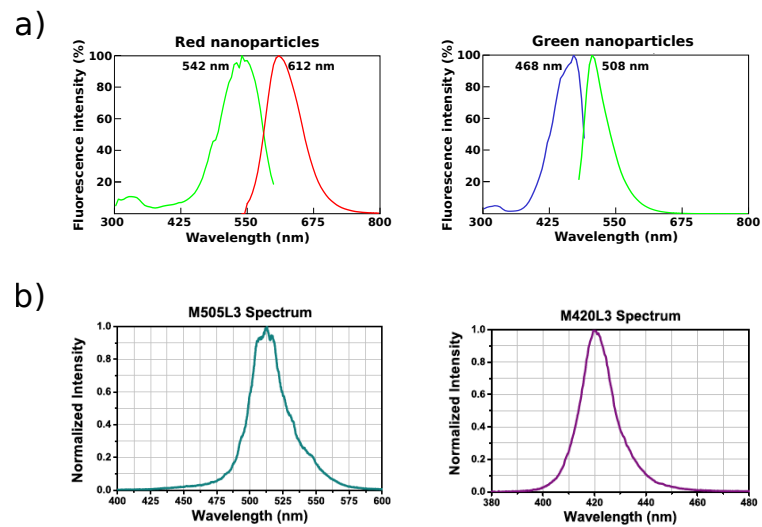 a)
Red nanoparticles
Green nanoparticles
Fluorescence intensity (%)
100
80
60
40
20
542 nm
612 nm
300 425 550 675 800
Wavelength (nm)
Fluorescence intensity (%)
100
80
60
40
20
468 nm
508 nm
300 425 550 675 800
Wavelength (nm)
b)
M505L3 Spectrum
Normalized Intensity
1.0
0.8
0.6
0.4
0.2
0.0
400 425 450 475 500 525 550 575 600
Wavelength (nm)
M420L3 Spectrum
Normalized Intensity
1.0
0.8
0.6
0.4
0.2
0.0
380 400 420 440 460 480
Wavelength (nm)